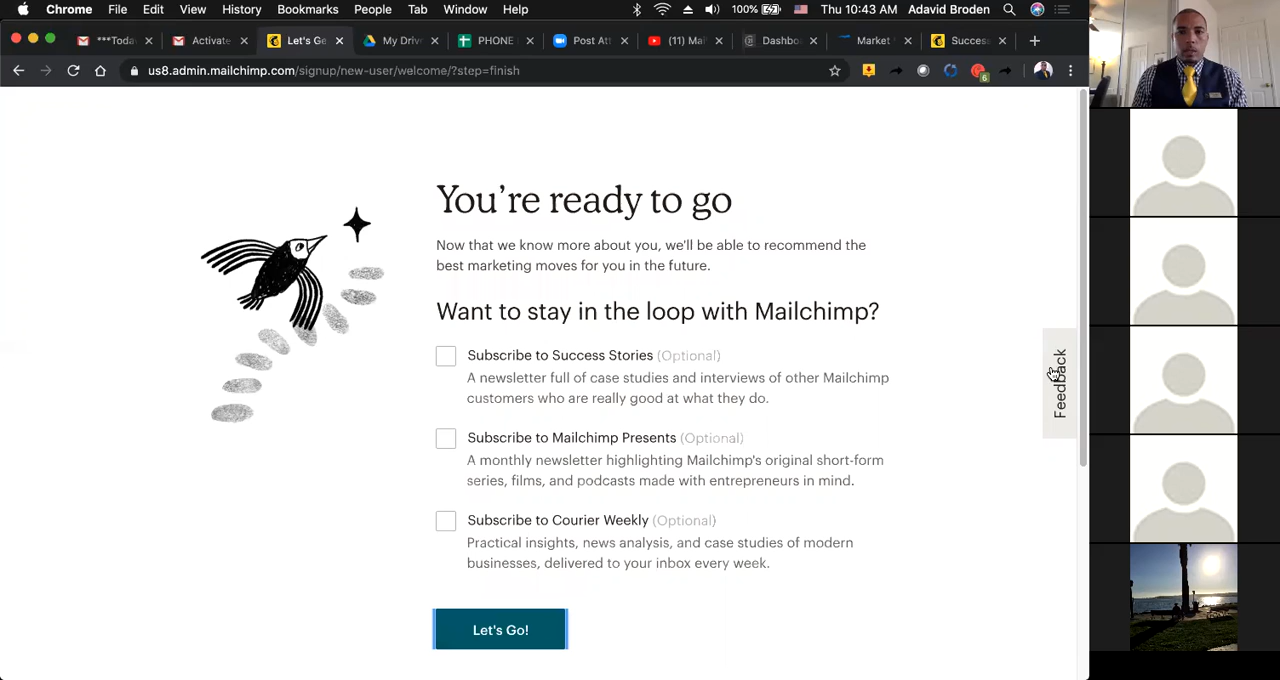 Chrome File Edit View History Bookmarks People Tab Window Help 100% Thu 10:43 AM Adavid Broden
***Toda Activate Let's Ge My Driv PHONE Post Att (11) Mai Dashbo Market Succes
us8.admin.mailchimp.com/signup/new-user/welcome/?step=finish
6
You're ready to go
Now that we know more about you, we'll be able to recommend the
best marketing moves for you in the future.
Want to stay in the loop with Mailchimp?
Subscribe to Success Stories (Optional)
A newsletter full of case studies and interviews of other Mailchimp
customers who are really good at what they do.
Subscribe to Mailchimp Presents (Optional)
A monthly newsletter highlighting Mailchimp's original short-form
series, films, and podcasts made with entrepreneurs in mind.
Subscribe to Courier Weekly (Optional)
Practical insights, news analysis, and case studies of modern
businesses, delivered to your inbox every week.
Let's Go!
Feedback